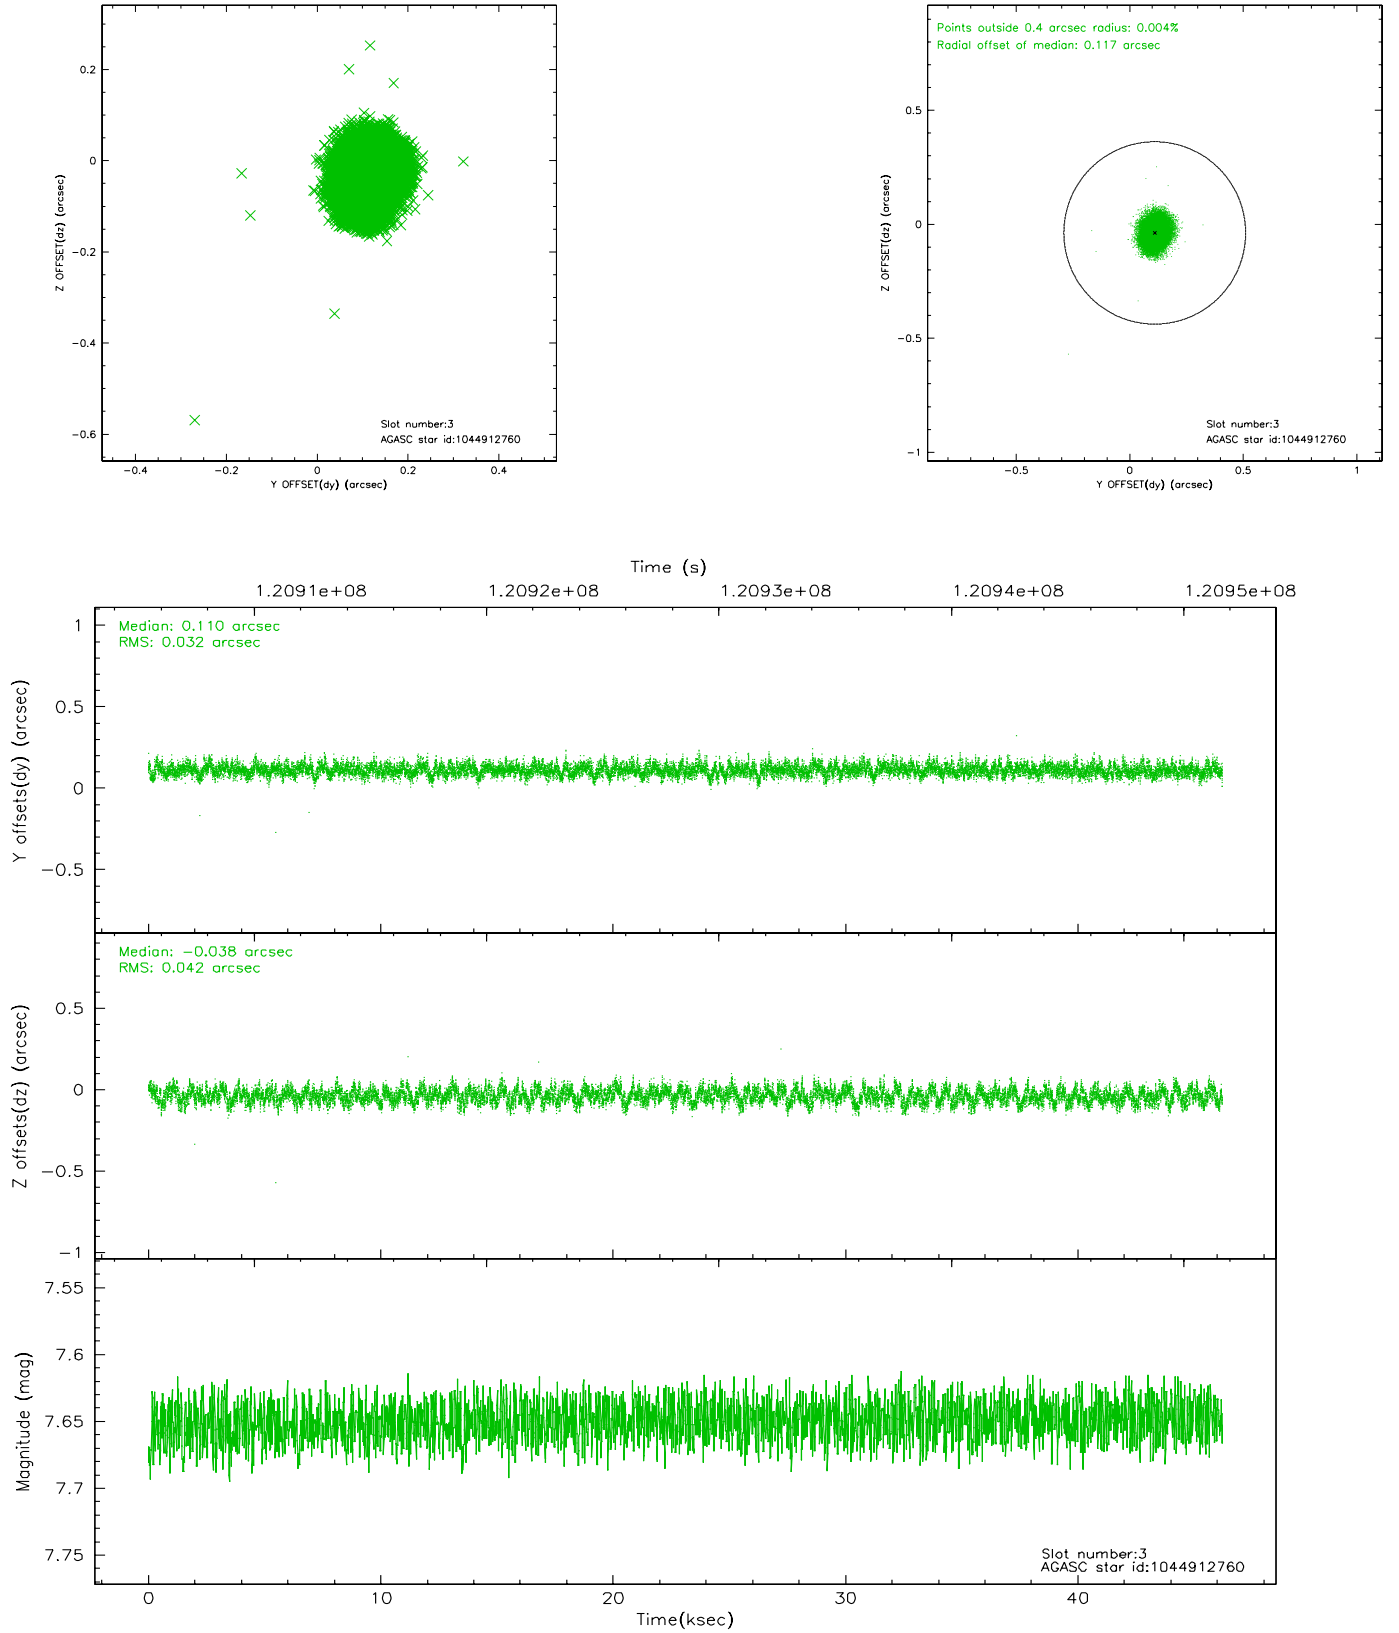 0.2
0
−0.2
−0.4
−0.6
Z OFFSET(dz) (arcsec)
−0.4 −0.2 0 0.2 0.4
Y OFFSET(dy) (arcsec)
Slot number:3
AGASC star id:1044912760
Points outside 0.4 arcsec radius: 0.004%
Radial offset of median: 0.117 arcsec
0.5
0
−0.5
−1
Z OFFSET(dz) (arcsec)
−0.5 0 0.5 1
Y OFFSET(dy) (arcsec)
Slot number:3
AGASC star id:1044912760
Time (s)
1.2091e+08 1.2092e+08 1.2093e+08 1.2094e+08 1.2095e+08
Median: 0.110 arcsec
RMS: 0.032 arcsec
1
0.5
0
−0.5
Y offsets(dy) (arcsec)
Median: −0.038 arcsec
RMS: 0.042 arcsec
0.5
0
−0.5
−1
Z offsets(dz) (arcsec)
7.55
7.6
7.65
7.7
7.75
Magnitude (mag)
Slot number:3
AGASC star id:1044912760
0 10 20 30 40
Time(ksec)